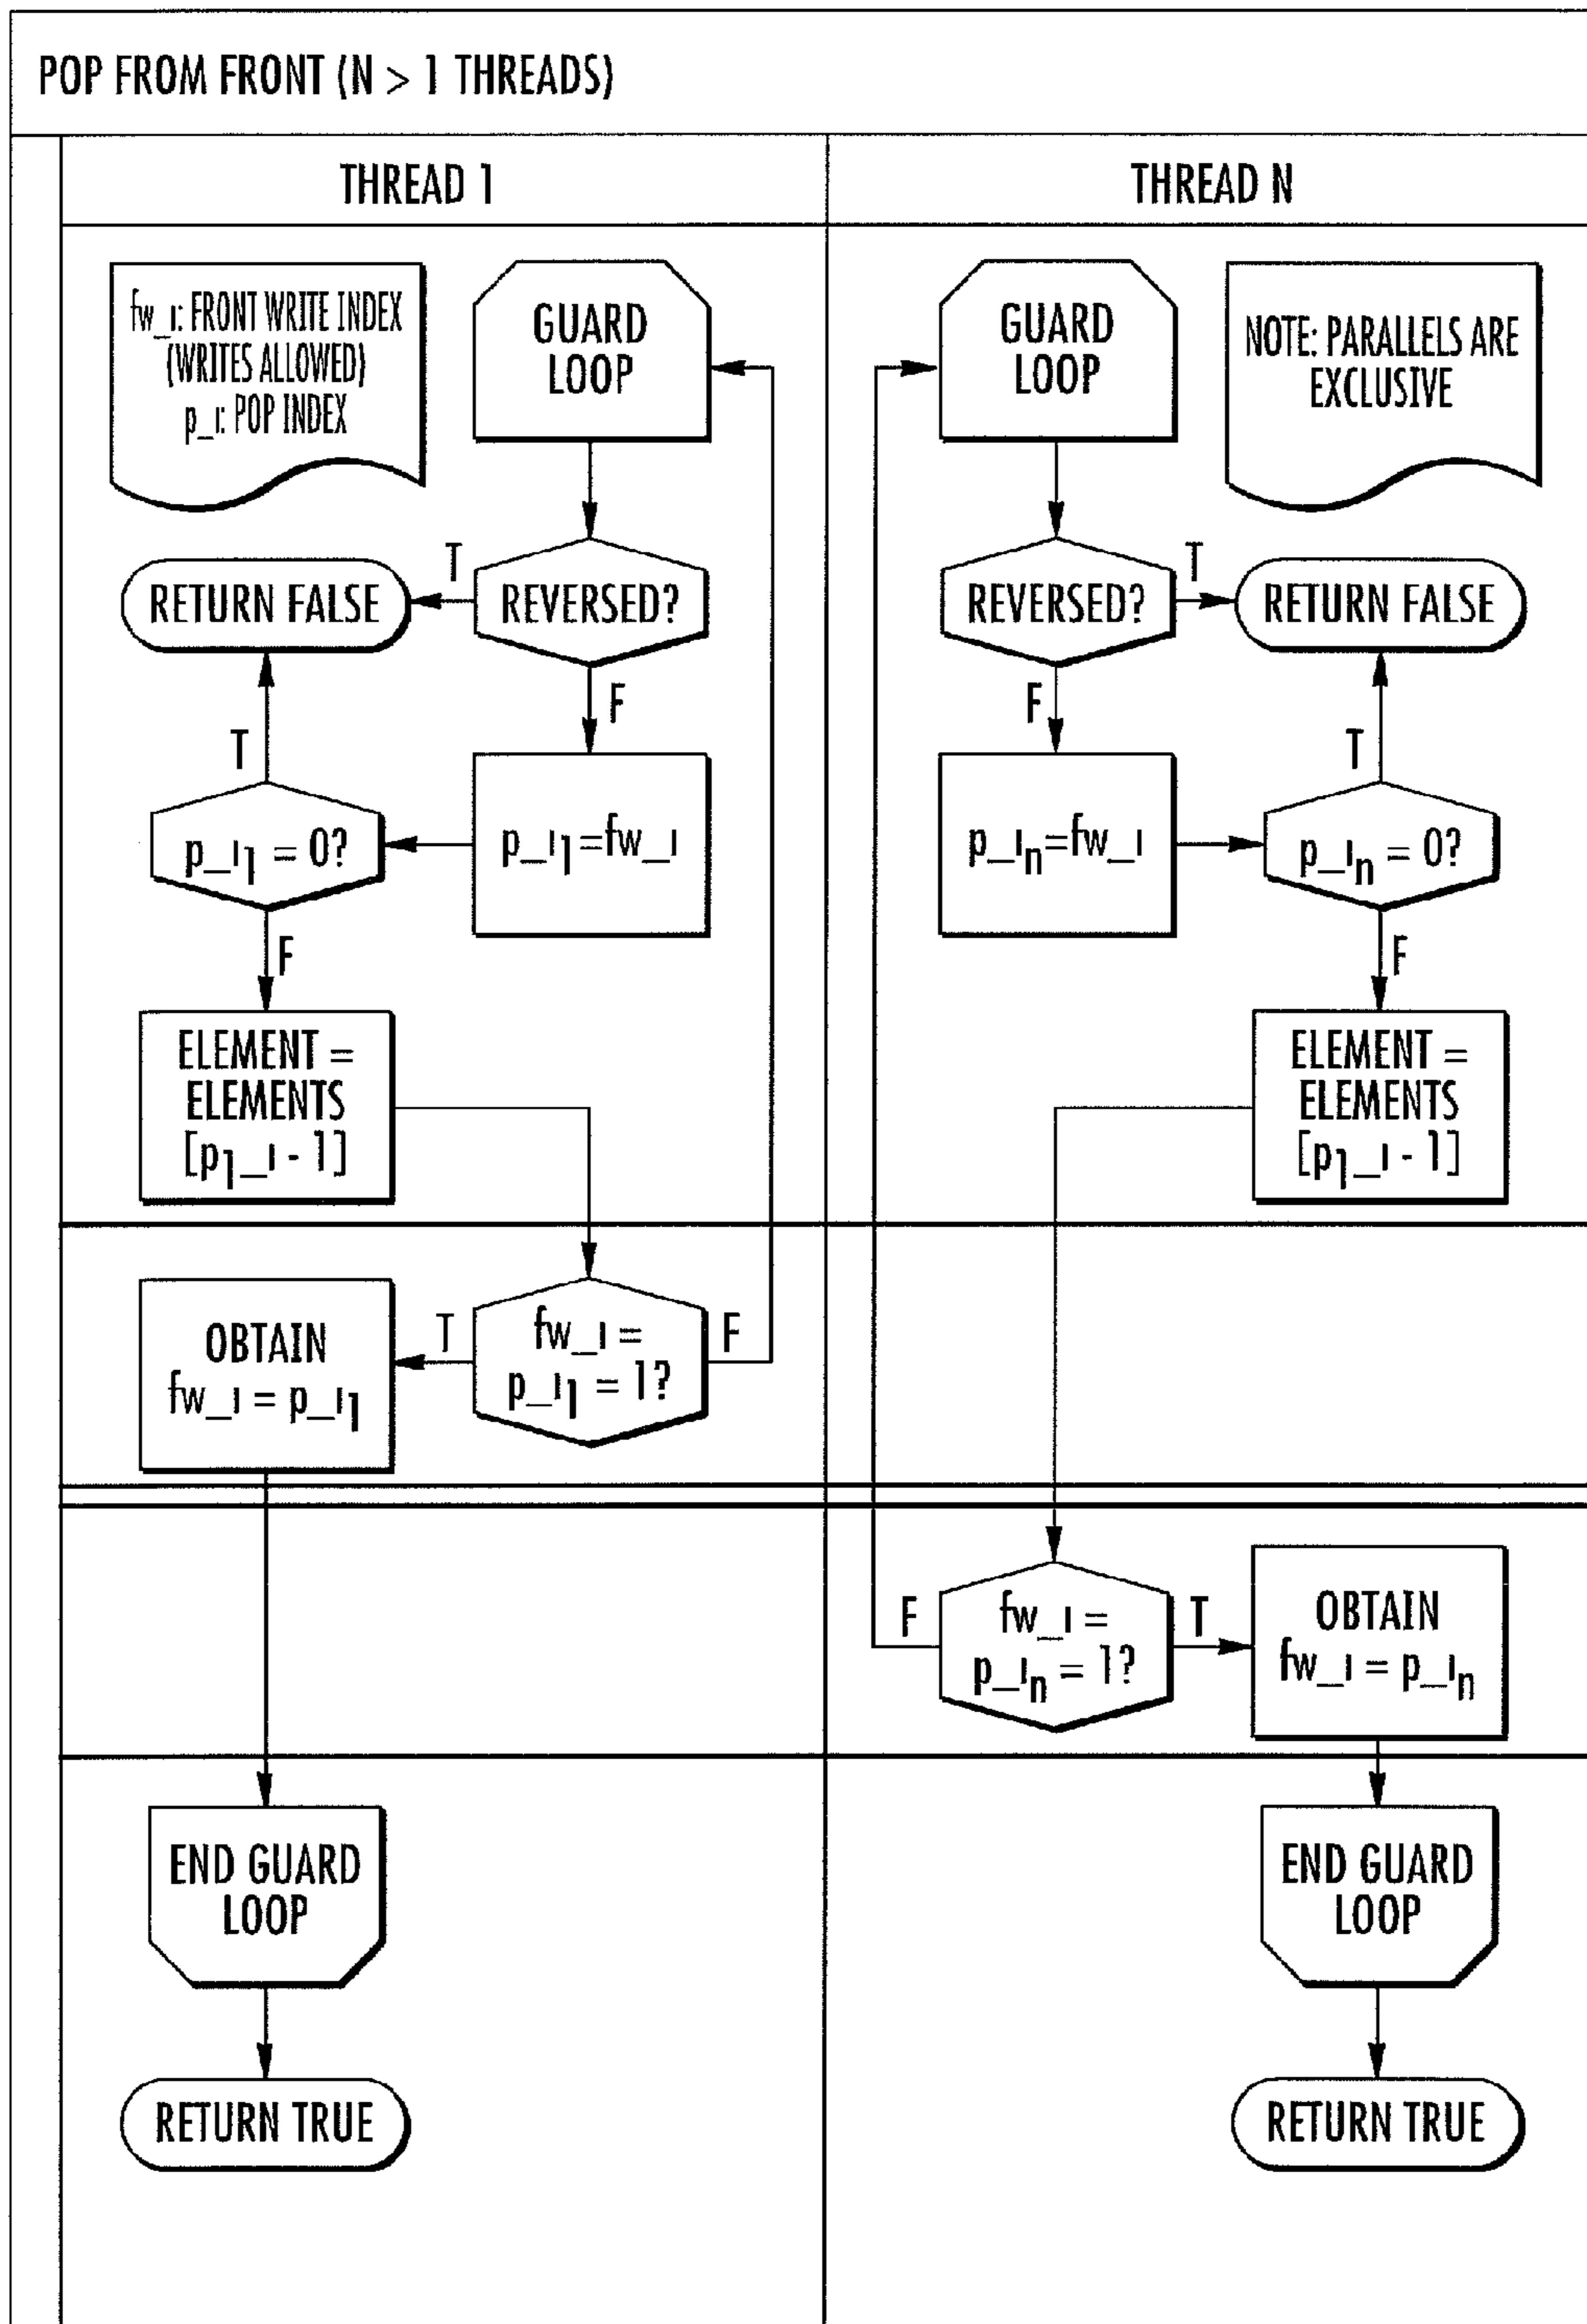 POP FROM FRONT (N > 1 THREADS)
THREAD 1
THREAD N
fw_ı: FRONT WRITE INDEX
(WRITES ALLOWED)
p_ı: POP INDEX
GUARD
LOOP
GUARD
LOOP
NOTE: PARALLELS ARE
EXCLUSIVE
RETURN FALSE
T
REVERSED?
REVERSED?
T
RETURN FALSE
F
F
T
T
p_ı1 = 0?
p_ı1=fw_ı
p_ın=fw_ı
p_ın = 0?
F
F
ELEMENT =
ELEMENTS
[p1_ı - 1]
ELEMENT =
ELEMENTS
[p1_ı - 1]
OBTAIN
fw_ı = p_ı1
T
fw_ı =
p_ı1 = 1?
F
F
fw_ı =
p_ın = 1?
T
OBTAIN
fw_ı = p_ın
END GUARD
LOOP
END GUARD
LOOP
RETURN TRUE
RETURN TRUE